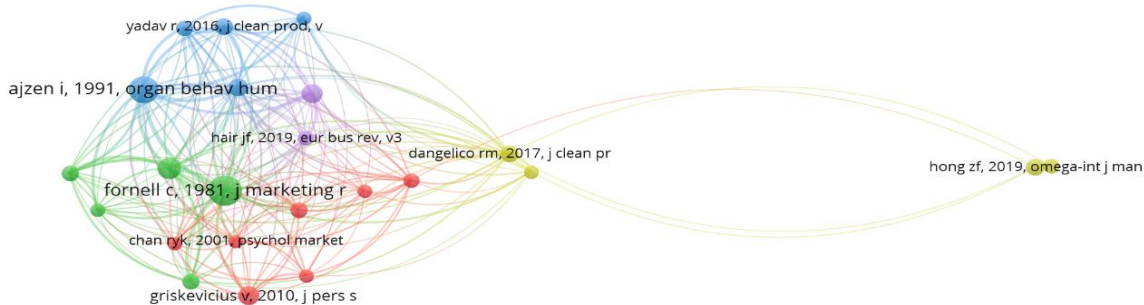 yadav r, 2016, j clean prod, v
ajzen i, 1991, organ behav hum
hair jf, 2019, eur bus rev, v3
dangelico rm, 2017, j clean pr
hong zf, 2019, omega-int j man
fornell c, 1981, j marketing r
chan ryk, 2001, psychol market
griskevicius v, 2010, j pers s